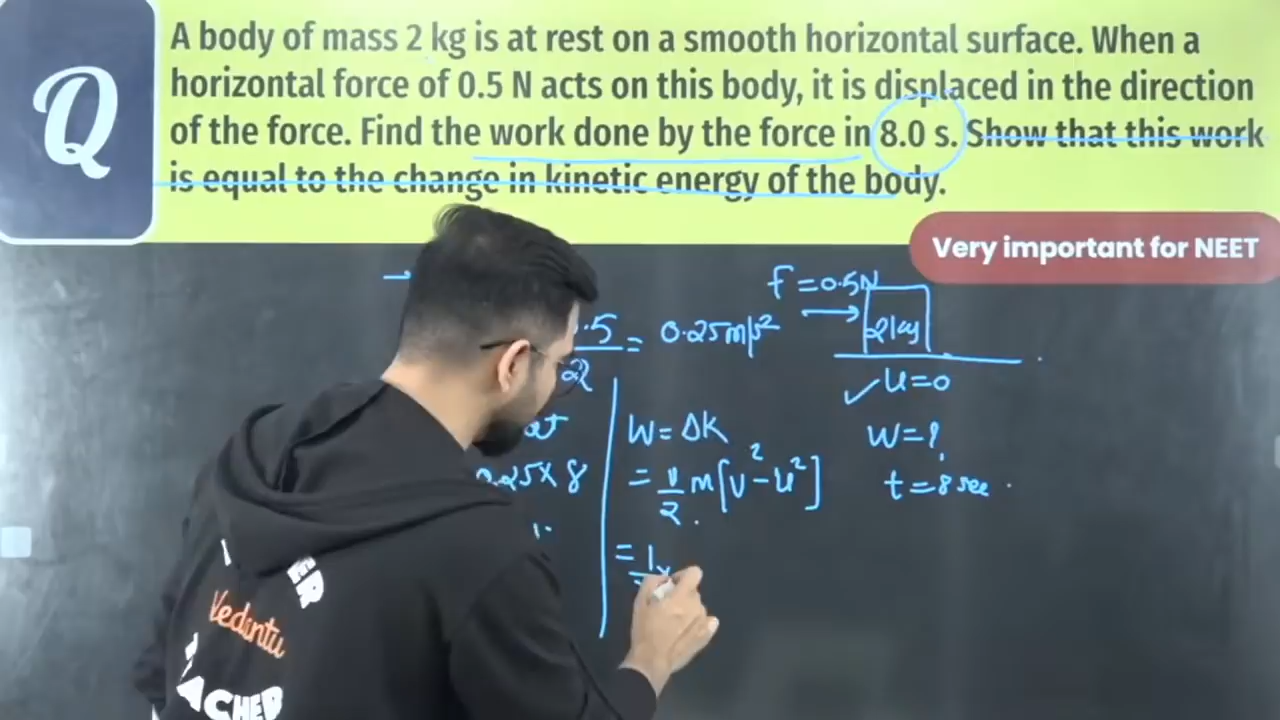 Q
A body of mass 2 kg is at rest on a smooth horizontal surface. When a
horizontal force of 0.5 N acts on this body, it is displaced in the direction
of the force. Find the work done by the force in 8.0 s. Show that this work
is equal to the change in kinetic energy of the body.
Very important for NEET
→
.5
2
= 0.25 m/s²
f = 0.5N
2kg
u=0
W=?
t=8 sec
at
0.25×8
W = ΔK
= 1/2 m[v²-u²]
= 1
Vedantu